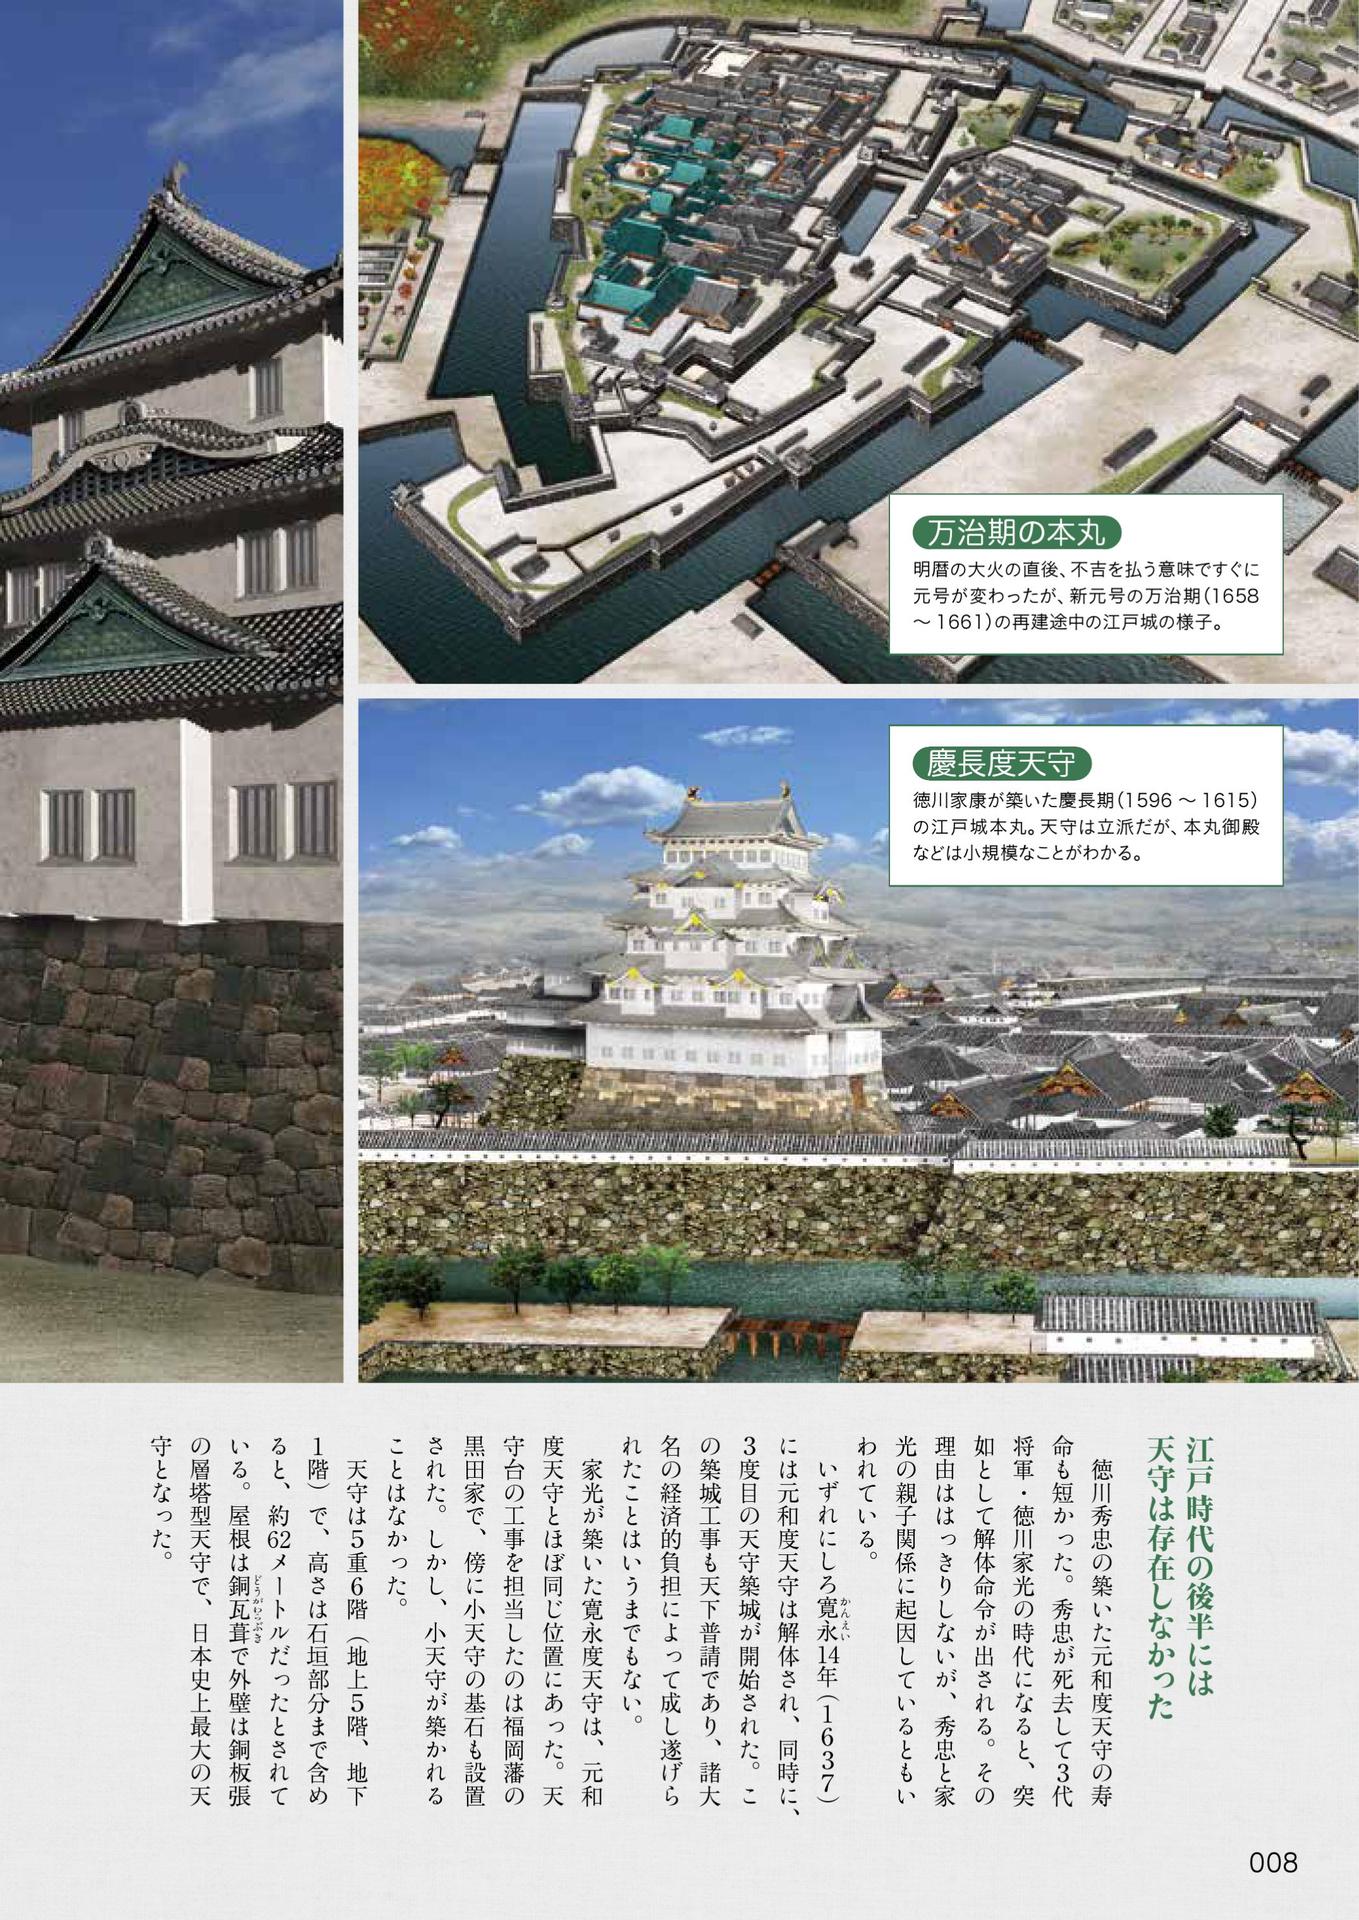 万治期の本丸
明暦の大火の直後、不吉を払う意味ですぐに
元号が変わったが、新元号の万治期（1658
～1661）の再建途中の江戸城の様子。
慶長度天守
徳川家康が築いた慶長期（1596～1615）
の江戸城本丸。天守は立派だが、本丸御殿
などは小規模なことがわかる。
江戸時代の後半には
天守は存在しなかった
徳川秀忠の築いた元和度天守の寿
命も短かった。秀忠が死去して3代
将軍・徳川家光の時代になると、突
如として解体命令が出される。その
理由ははっきりしないが、秀忠と家
光の親子関係に起因しているともい
われている。
いずれにしろ寛永14年（1637）
かんえい
には元和度天守は解体され、同時に、
3度目の天守築城が開始された。こ
の築城工事も天下普請であり、諸大
名の経済的負担によって成し遂げら
れたことはいうまでもない。
家光が築いた寛永度天守は、元和
度天守とほぼ同じ位置にあった。天
守台の工事を担当したのは福岡藩の
黒田家で、傍に小天守の基石も設置
された。しかし、小天守が築かれる
ことはなかった。
天守は5重6階（地上5階、地下
1階）で、高さは石垣部分まで含め
ると、約62メートルだったとされて
いる。屋根は銅瓦葺で外壁は銅板張
どうがわらぶき
の層塔型天守で、日本史上最大の天
守となった。
008